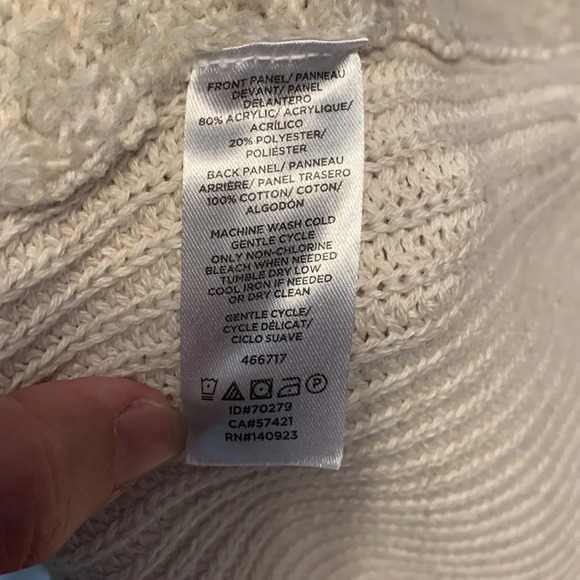 FRONT PANEL/ PANNEAU
DEVANT/ PANEL
DELANTERO
80% ACRYLIC/ ACRYLIQUE/
ACRÍLICO
20% POLYESTER/
POLIÉSTER
BACK PANEL/ PANNEAU
ARRIÈRE/ PANEL TRASERO
100% COTTON/ COTON/
ALGODÓN
MACHINE WASH COLD
GENTLE CYCLE
ONLY NON-CHLORINE
BLEACH WHEN NEEDED
TUMBLE DRY LOW
COOL IRON IF NEEDED
OR DRY CLEAN
GENTLE CYCLE/
CYCLE DÉLICAT/
CICLO SUAVE
466717
P
ID#70279
CA#57421
RN#140923